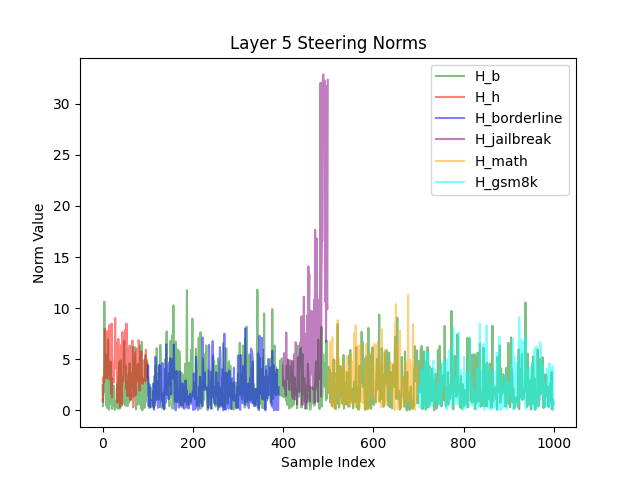 Layer 5 Steering Norms
Norm Value
30
25
20
15
10
5
0
H_b
H_h
H_borderline
H_jailbreak
H_math
H_gsm8k
0 200 400 600 800 1000
Sample Index